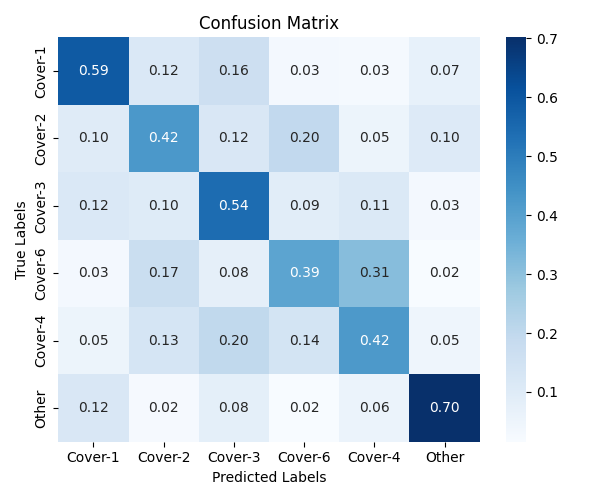 Confusion Matrix
True Labels
Cover-1 0.59 0.12 0.16 0.03 0.03 0.07
Cover-2 0.10 0.42 0.12 0.20 0.05 0.10
Cover-3 0.12 0.10 0.54 0.09 0.11 0.03
Cover-6 0.03 0.17 0.08 0.39 0.31 0.02
Cover-4 0.05 0.13 0.20 0.14 0.42 0.05
Other 0.12 0.02 0.08 0.02 0.06 0.70
Cover-1 Cover-2 Cover-3 Cover-6 Cover-4 Other
Predicted Labels
0.7
0.6
0.5
0.4
0.3
0.2
0.1